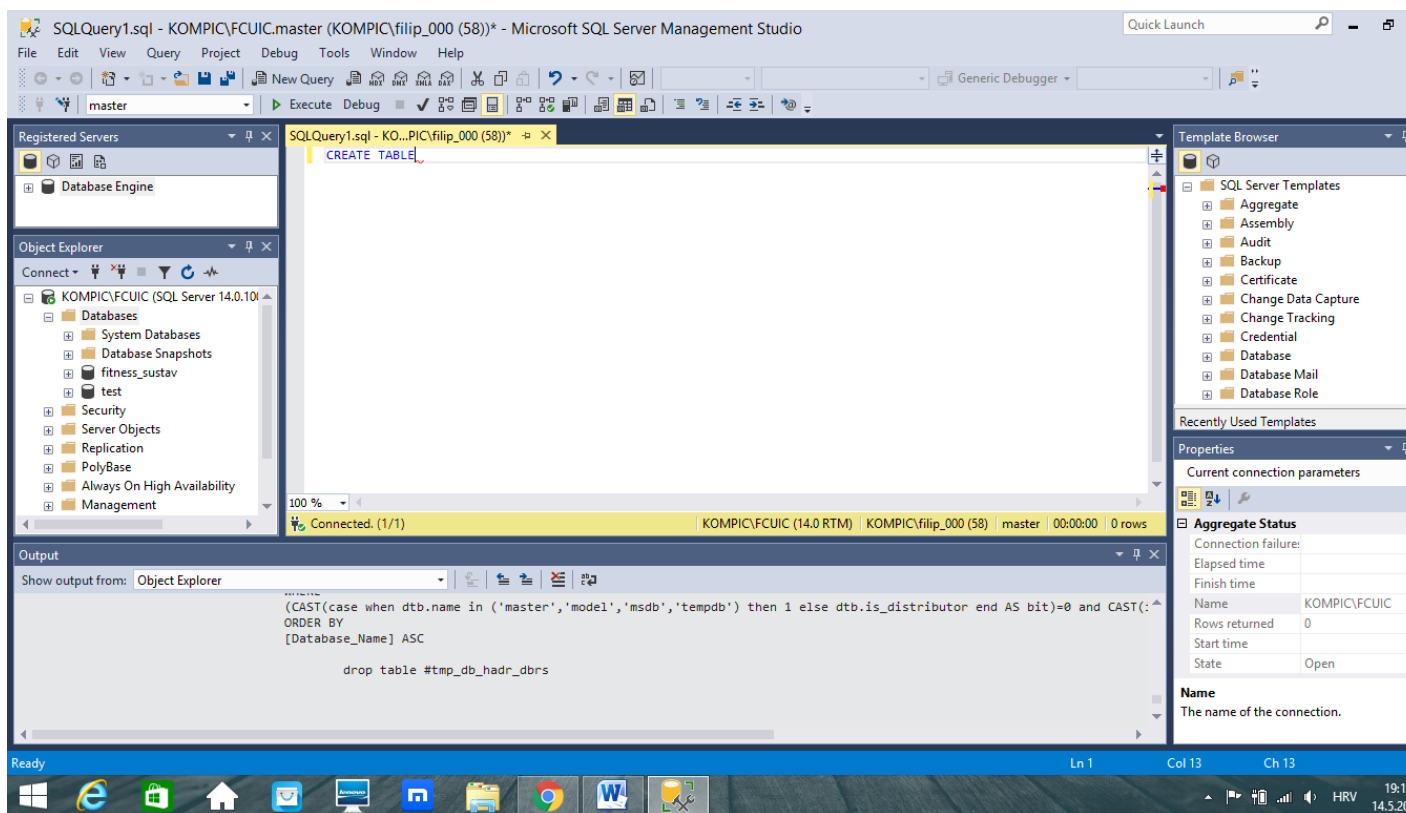 SQLQuery1.sql - KOMPIC\FCUIC.master (KOMPIC\filip_000 (58))* - Microsoft SQL Server Management Studio
Quick Launch
File Edit View Query Project Debug Tools Window Help
New Query
Generic Debugger
master
Execute Debug
Registered Servers
Database Engine
Object Explorer
Connect
KOMPIC\FCUIC (SQL Server 14.0.100
Databases
System Databases
Database Snapshots
fitness_sustav
test
Security
Server Objects
Replication
PolyBase
Always On High Availability
Management
SQLQuery1.sql - KO...PIC\filip_000 (58))*
CREATE TABLE
100 %
Connected. (1/1)
KOMPIC\FCUIC (14.0 RTM)
KOMPIC\filip_000 (58)
master
00:00:00
0 rows
Template Browser
SQL Server Templates
Aggregate
Assembly
Audit
Backup
Certificate
Change Data Capture
Change Tracking
Credential
Database
Database Mail
Database Role
Recently Used Templates
Properties
Current connection parameters
Aggregate Status
Connection failures
Elapsed time
Finish time
Name KOMPIC\FCUIC
Rows returned 0
Start time
State Open
Name
The name of the connection.
Output
Show output from: Object Explorer
(CAST(case when dtb.name in ('master','model','msdb','tempdb') then 1 else dtb.is_distributor end AS bit)=0 and CAST(
ORDER BY
[Database_Name] ASC
drop table #tmp_db_hadr_dbrs
Ready
Ln 1
Col 13
Ch 13
lenovo
HRV
19:1
14.5.20